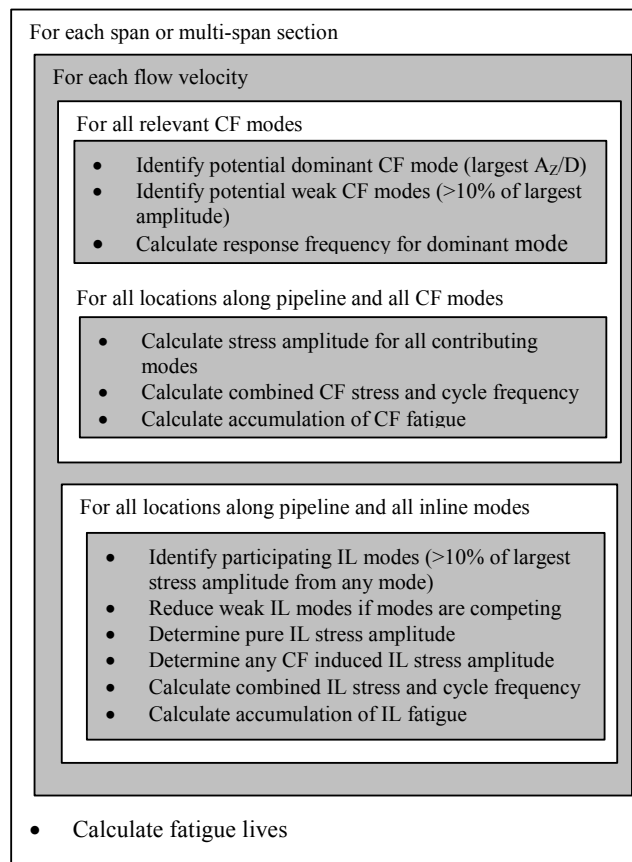 For each span or multi-span section
For each flow velocity
For all relevant CF modes
• Identify potential dominant CF mode (largest AZ/D)
• Identify potential weak CF modes (>10% of largest
amplitude)
• Calculate response frequency for dominant mode
For all locations along pipeline and all CF modes
• Calculate stress amplitude for all contributing
modes
• Calculate combined CF stress and cycle frequency
• Calculate accumulation of CF fatigue
For all locations along pipeline and all inline modes
• Identify participating IL modes (>10% of largest
stress amplitude from any mode)
• Reduce weak IL modes if modes are competing
• Determine pure IL stress amplitude
• Determine any CF induced IL stress amplitude
• Calculate combined IL stress and cycle frequency
• Calculate accumulation of IL fatigue
• Calculate fatigue lives